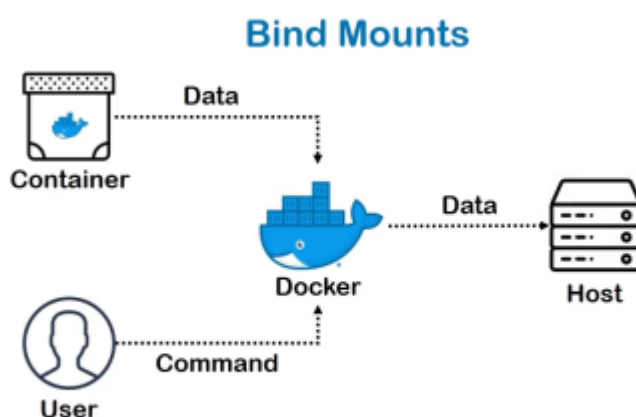 Bind Mounts
Data
Container
Data
Docker
Host
Command
User